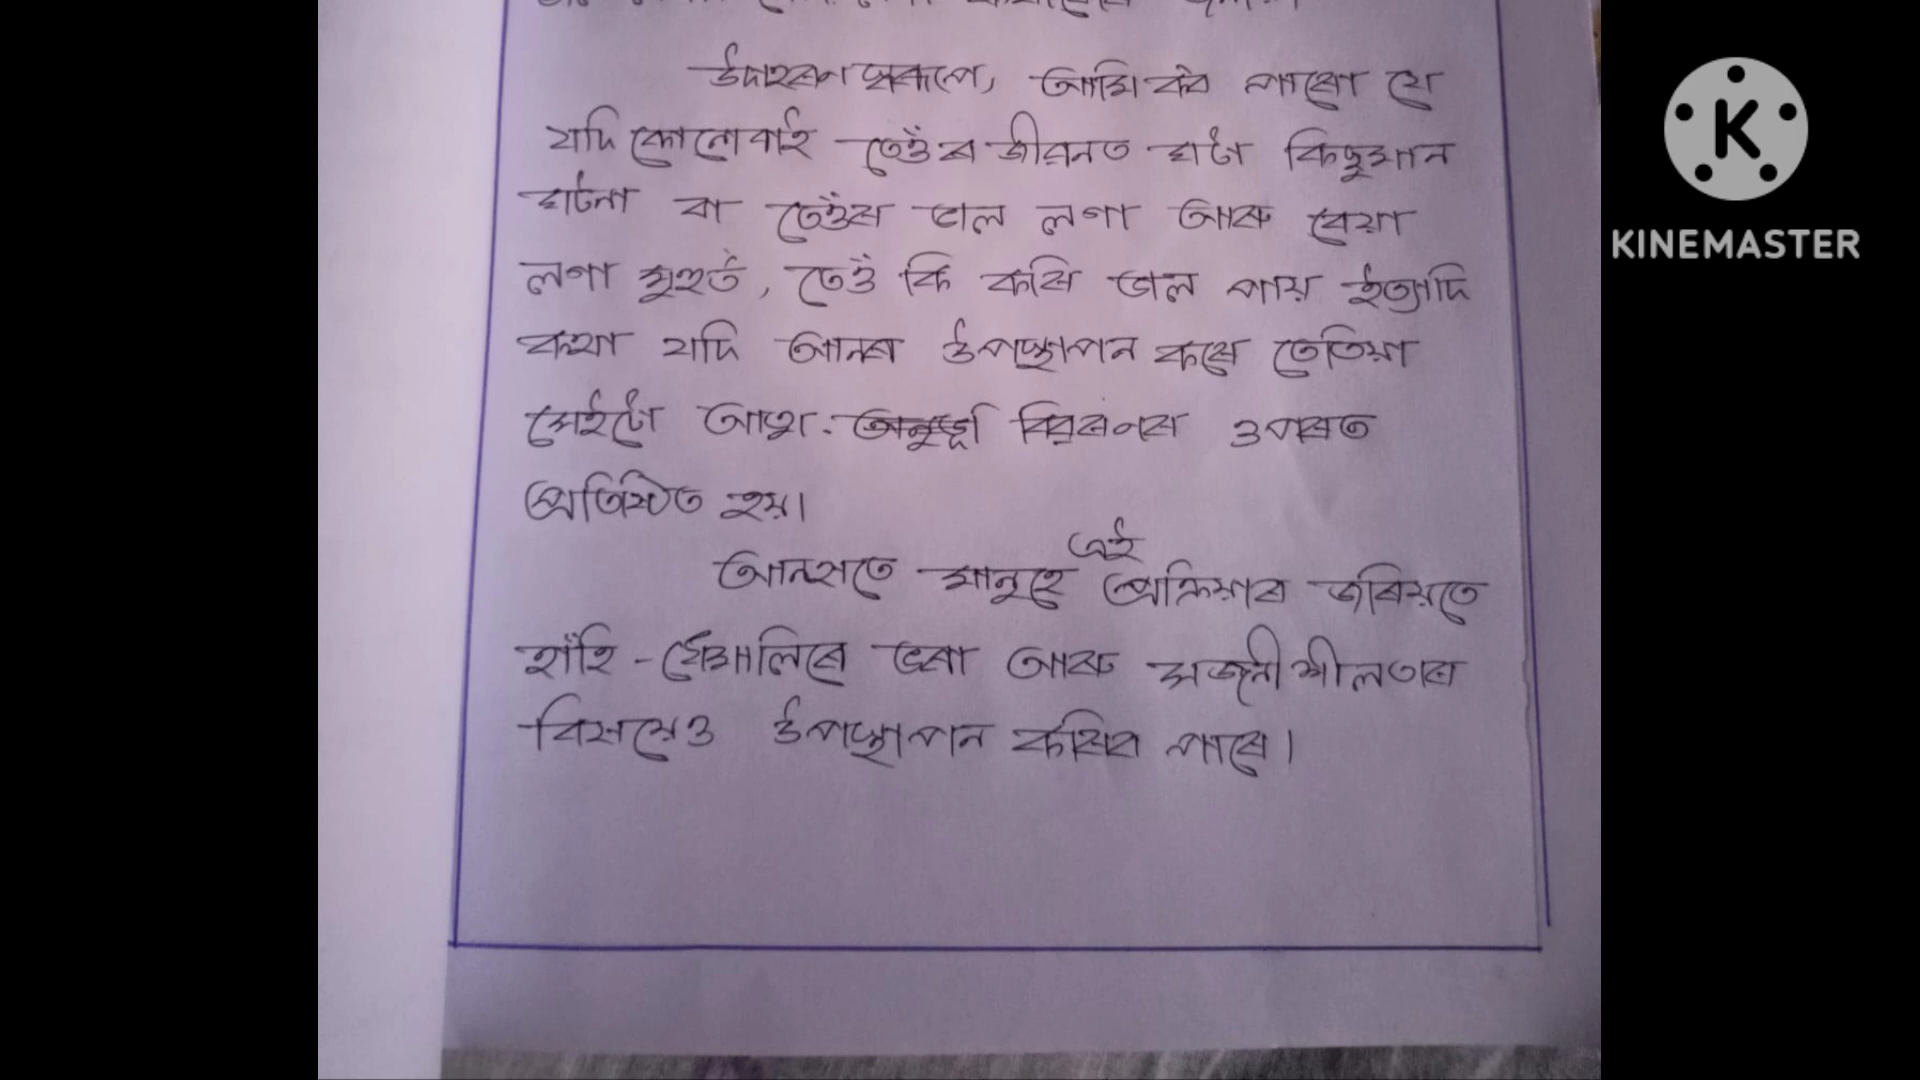 উদাহৰণস্বৰূপে, আমি কব পাৰো যে
যদি কোনোবাই তেওঁৰ জীৱনত ঘটা কিছুমান
ঘটনা বা তেওঁৰ ভাল লগা আৰু বেয়া
লগা মুহুৰ্ত, তেওঁ কি কৰি ভাল পায় ইত্যাদি
কথা যদি আনৰ উপস্থাপন কৰে তেতিয়া
সেইটো আত্ম. বিৱৰণৰ ওপৰত
প্ৰতিষ্ঠিত হয়।
আনহাতে মানুহে এই প্ৰক্ৰিয়াৰ জৰিয়তে
হাঁহি - ধেমালিৰে ভৰা আৰু সৃজনীশীলতাৰ
বিষয়েও উপস্থাপন কৰিব পাৰে।
KINEMASTER